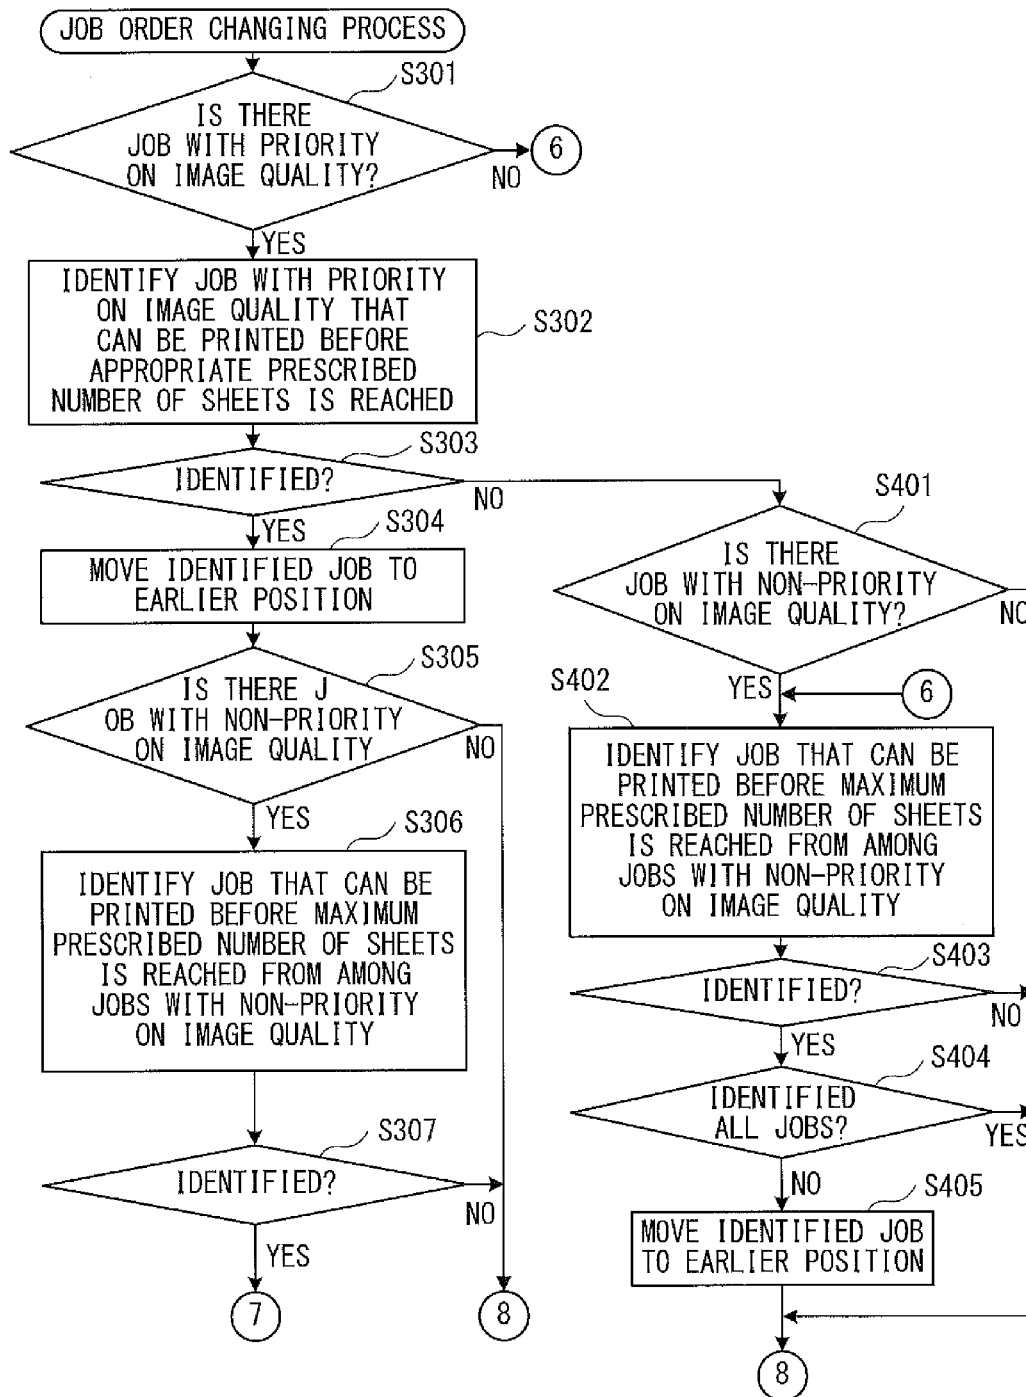 JOB ORDER CHANGING PROCESS
S301
IS THERE
JOB WITH PRIORITY
ON IMAGE QUALITY?
6
NO
YES
IDENTIFY JOB WITH PRIORITY
ON IMAGE QUALITY THAT
CAN BE PRINTED BEFORE
APPROPRIATE PRESCRIBED
NUMBER OF SHEETS IS REACHED
S302
S303
IDENTIFIED?
NO
YES
S304
MOVE IDENTIFIED JOB TO
EARLIER POSITION
S305
IS THERE J
OB WITH NON-PRIORITY
ON IMAGE QUALITY
NO
YES
S306
IDENTIFY JOB THAT CAN BE
PRINTED BEFORE MAXIMUM
PRESCRIBED NUMBER OF SHEETS
IS REACHED FROM AMONG
JOBS WITH NON-PRIORITY
ON IMAGE QUALITY
S307
IDENTIFIED?
NO
YES
7
8
S401
IS THERE
JOB WITH NON-PRIORITY
ON IMAGE QUALITY?
NO
YES
6
S402
IDENTIFY JOB THAT CAN BE
PRINTED BEFORE MAXIMUM
PRESCRIBED NUMBER OF SHEETS
IS REACHED FROM AMONG
JOBS WITH NON-PRIORITY
ON IMAGE QUALITY
S403
IDENTIFIED?
NO
YES
S404
IDENTIFIED
ALL JOBS?
YES
NO
S405
MOVE IDENTIFIED JOB
TO EARLIER POSITION
8